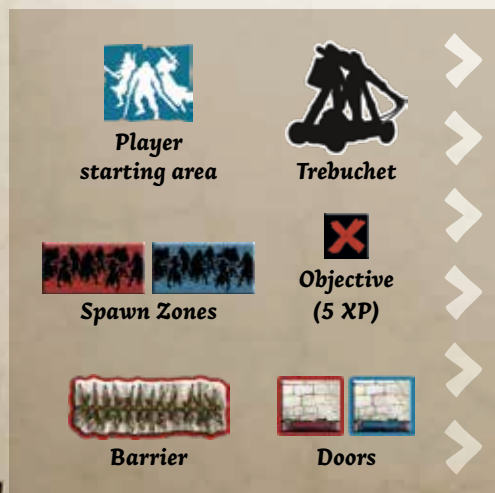 Player
starting area
Trebuchet
Spawn Zones
Objective
(5 XP)
Barrier
Doors